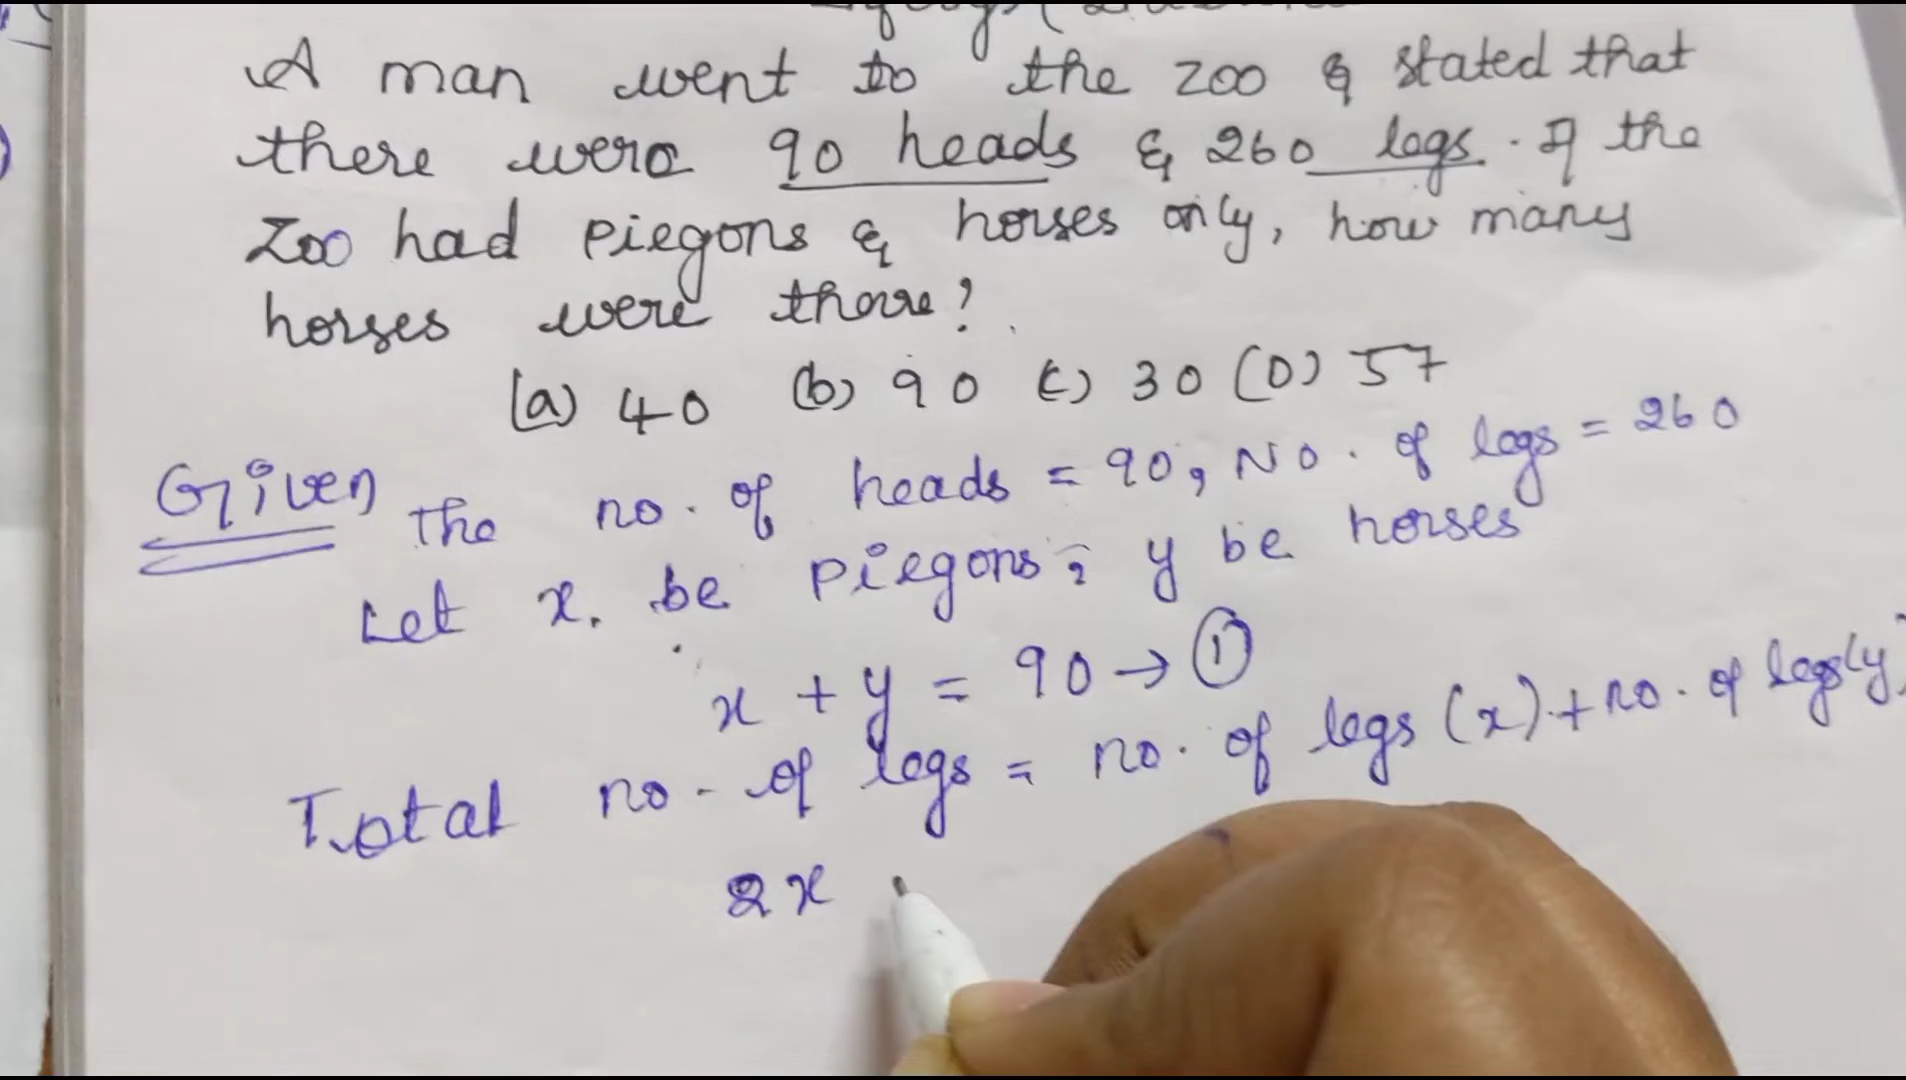 A man went to the zoo & stated that
there were 90 heads & 260 legs. If the
Zoo had Piegons & horses only, how many
horses were there?
(a) 40 (b) 90 (c) 30 (D) 57
Given The no. of heads = 90, No. of legs = 260
Let x. be Piegons, y be horses
x + y = 90 → ①
Total no. of legs = no. of legs (x) + no. of legs (y)
2x